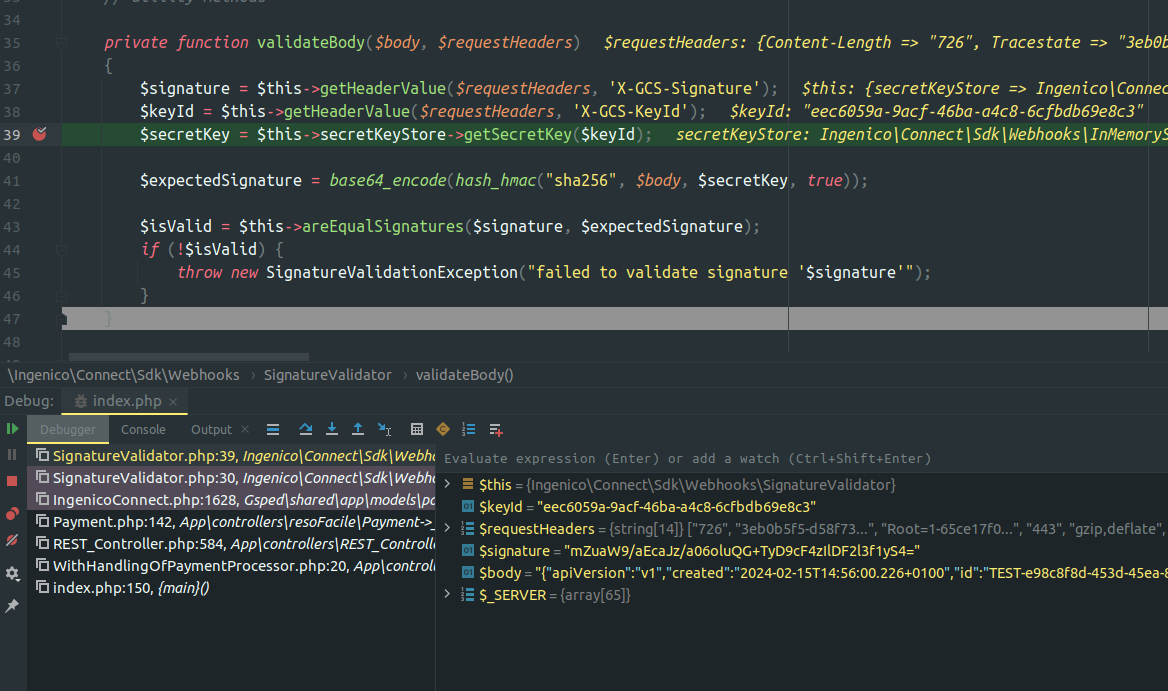 34
35 private function validateBody($body, $requestHeaders) $requestHeaders: {Content-Length => "726", Tracestate => "3eb0b
36 {
37 $signature = $this->getHeaderValue($requestHeaders, 'X-GCS-Signature'); $this: {secretKeyStore => Ingenico\Connec
38 $keyId = $this->getHeaderValue($requestHeaders, 'X-GCS-KeyId'); $keyId: "eec6059a-9acf-46ba-a4c8-6cfbdb69e8c3"
39 $secretKey = $this->secretKeyStore->getSecretKey($keyId); secretKeyStore: Ingenico\Connect\Sdk\Webhooks\InMemoryS
40
41 $expectedSignature = base64_encode(hash_hmac("sha256", $body, $secretKey, true));
42
43 $isValid = $this->areEqualSignatures($signature, $expectedSignature);
44 if (!$isValid) {
45 throw new SignatureValidationException("failed to validate signature '$signature'");
46 }
47 }
48
\Ingenico\Connect\Sdk\Webhooks › SignatureValidator › validateBody()
Debug: index.php ×
Debugger Console Output ×
SignatureValidator.php:39, Ingenico\Connect\Sdk\Webho
SignatureValidator.php:30, Ingenico\Connect\Sdk\Webho
IngenicoConnect.php:1628, Gsped\shared\app\models\pa
Payment.php:142, App\controllers\resoFacile\Payment->_
REST_Controller.php:584, App\controllers\REST_Controlle
WithHandlingOfPaymentProcessor.php:20, App\control
index.php:150, {main}()
Evaluate expression (Enter) or add a watch (Ctrl+Shift+Enter)
$this = {Ingenico\Connect\Sdk\Webhooks\SignatureValidator}
$keyId = "eec6059a-9acf-46ba-a4c8-6cfbdb69e8c3"
$requestHeaders = {string[14]} ["726", "3eb0b5f5-d58f73...", "Root=1-65ce17f0...", "443", "gzip,deflate",
$signature = "mZuaW9/aEcaJz/a06oluQG+TyD9cF4zIlDF2l3f1yS4="
$body = "{"apiVersion":"v1","created":"2024-02-15T14:56:00.226+0100","id":"TEST-e98c8f8d-453d-45ea-8
$_SERVER = {array[65]}